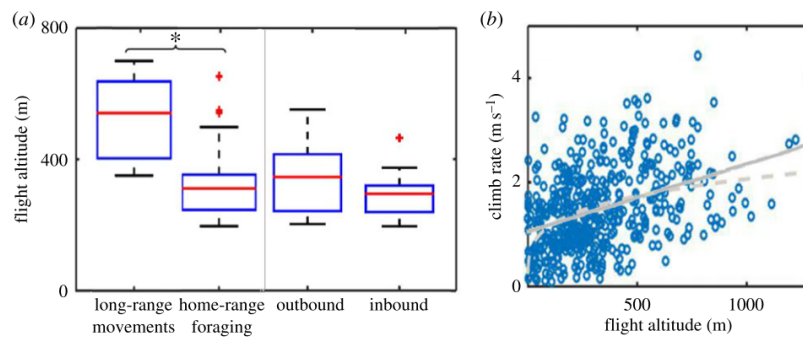 (a)
800
400
0
flight altitude (m)
*
long-range
movements
home-range
foraging
outbound
inbound
(b)
4
2
0
climb rate (m s−1)
500
1000
flight altitude (m)